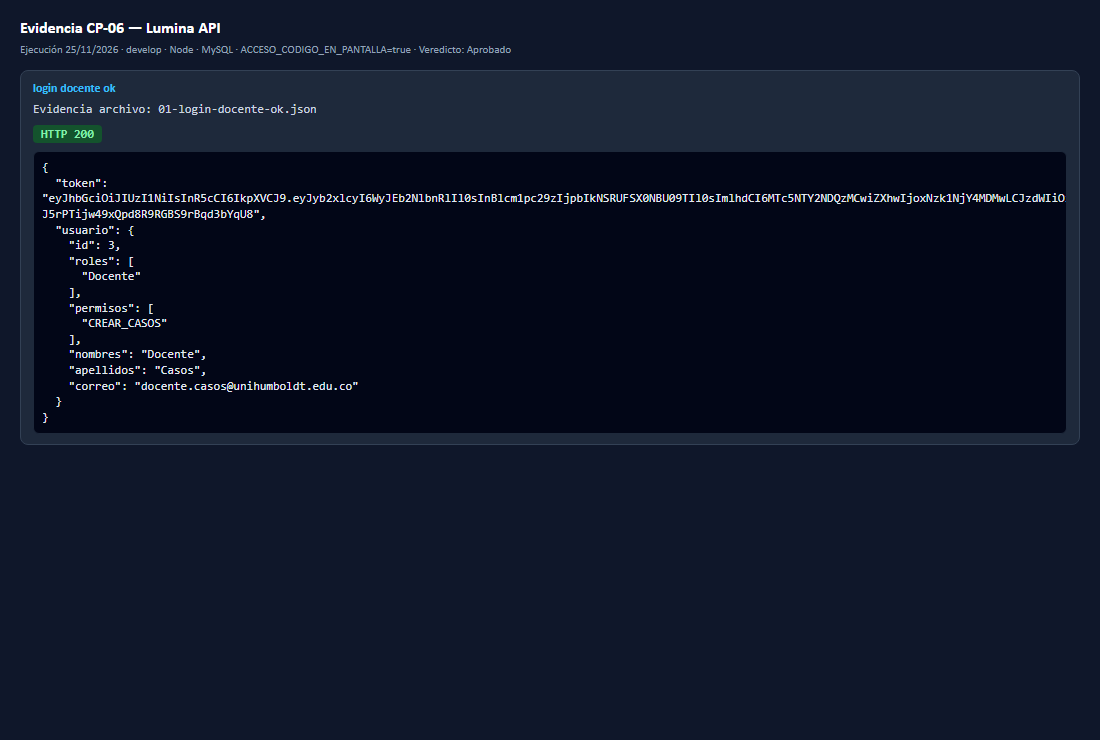 Evidencia CP-06 — Lumina API
Ejecución 25/11/2026 · develop · Node · MySQL · ACCESO_CODIGO_EN_PANTALLA=true · Veredicto: Aprobado
login docente ok
Evidencia archivo: 01-login-docente-ok.json
HTTP 200
{
"token":
"eyJhbGciOiJIUzI1NiIsInR5cCI6IkpXVCJ9.eyJyb2xlcyI6WyJEb2NlbnRlIl0sInBlcm1pc29zIjpbIkNSRUFSX0NBU09TIl0sImlhdCI6MTc5NTY2NDQzMCwiZXhwIjoxNzk1NjY4MDMwLCJzdWIiO
J5rPTijw49xQpd8R9RGBS9rBqd3bYqU8",
"usuario": {
"id": 3,
"roles": [
"Docente"
],
"permisos": [
"CREAR_CASOS"
],
"nombres": "Docente",
"apellidos": "Casos",
"correo": "docente.casos@unihumboldt.edu.co"
}
}